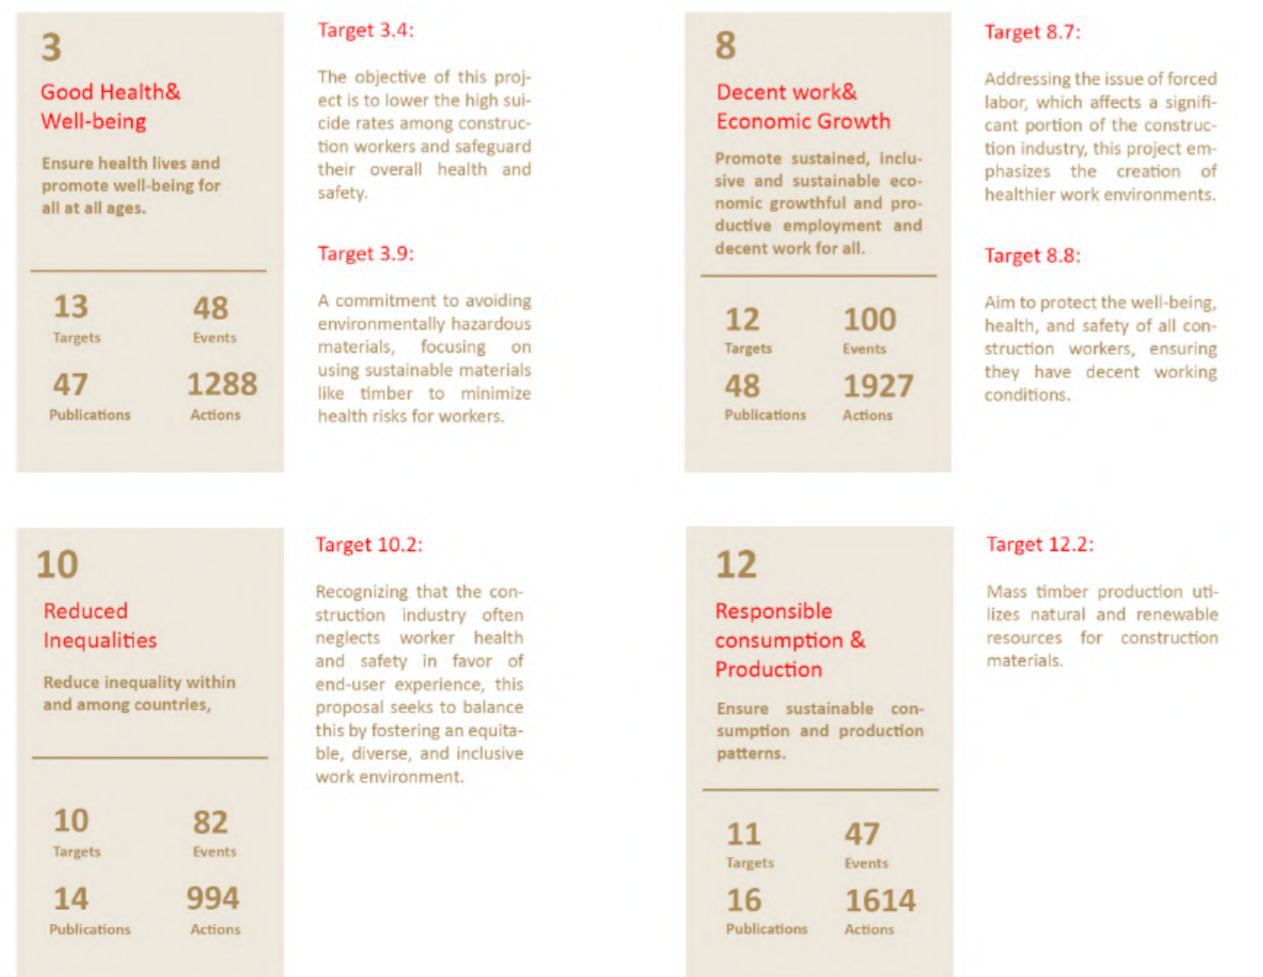 3
Good Health&
Well-being
Ensure health lives and
promote well-being for
all at all ages.
13 48
Targets Events
47 1288
Publications Actions
Target 3.4:
The objective of this proj-
ect is to lower the high sui-
cide rates among construc-
tion workers and safeguard
their overall health and
safety.
Target 3.9:
A commitment to avoiding
environmentally hazardous
materials, focusing on
using sustainable materials
like timber to minimize
health risks for workers.
8
Decent work&
Economic Growth
Promote sustained, inclu-
sive and sustainable eco-
nomic growthful and pro-
ductive employment and
decent work for all.
12 100
Targets Events
48 1927
Publications Actions
Target 8.7:
Addressing the issue of forced
labor, which affects a signifi-
cant portion of the construc-
tion industry, this project em-
phasizes the creation of
healthier work environments.
Target 8.8:
Aim to protect the well-being,
health, and safety of all con-
struction workers, ensuring
they have decent working
conditions.
10
Reduced
Inequalities
Reduce inequality within
and among countries,
10 82
Targets Events
14 994
Publications Actions
Target 10.2:
Recognizing that the con-
struction industry often
neglects worker health
and safety in favor of
end-user experience, this
proposal seeks to balance
this by fostering an equita-
ble, diverse, and inclusive
work environment.
12
Responsible
consumption &
Production
Ensure sustainable con-
sumption and production
patterns.
11 47
Targets Events
16 1614
Publications Actions
Target 12.2:
Mass timber production uti-
lizes natural and renewable
resources for construction
materials.